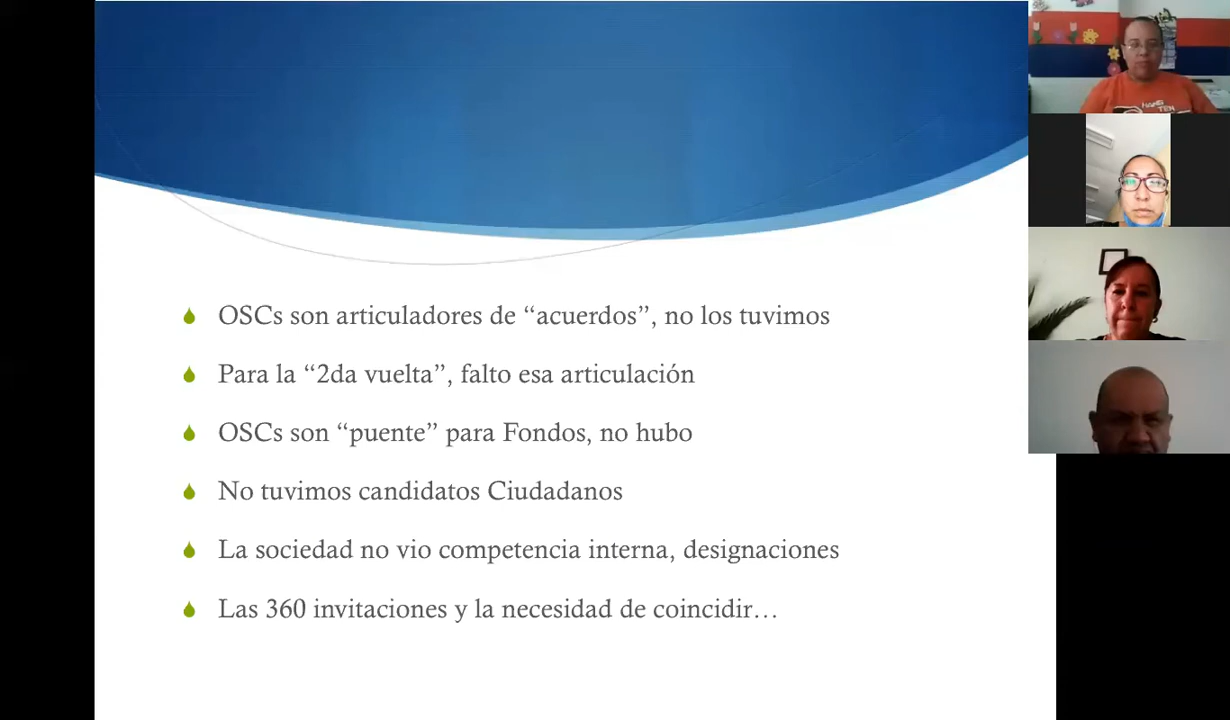 OSCs son articuladores de “acuerdos”, no los tuvimos
Para la “2da vuelta”, falto esa articulación
OSCs son “puente” para Fondos, no hubo
No tuvimos candidatos Ciudadanos
La sociedad no vio competencia interna, designaciones
Las 360 invitaciones y la necesidad de coincidir…
HANG
TEN